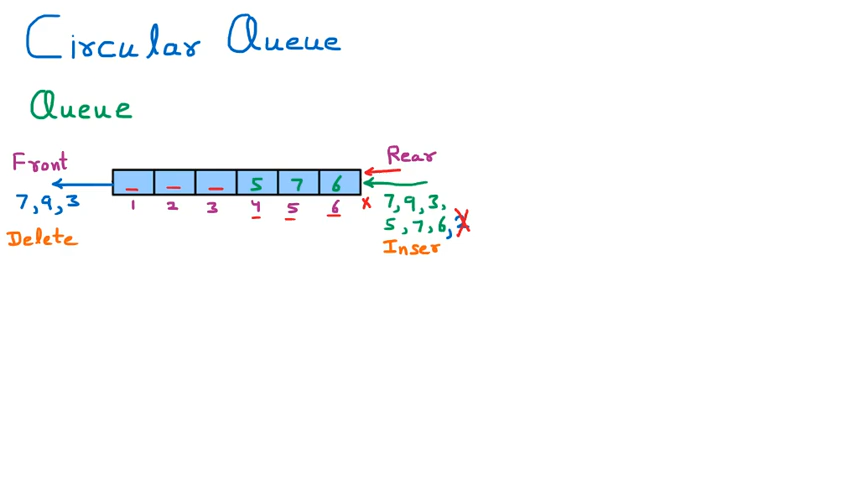 Circular Queue
Queue
Front
Rear
_ _ _ 5 7 6
7, 9, 3
1 2 3 4 5 6 x
7, 9, 3,
5, 7, 6,
Delete
Inser